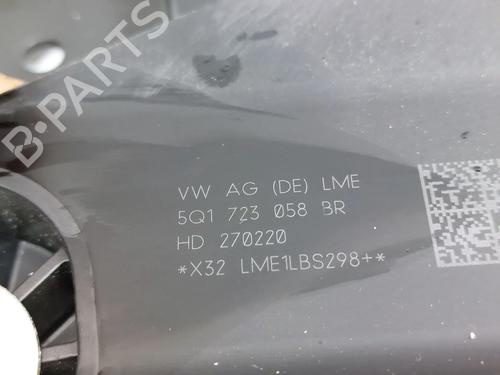 B-PARTS
VW AG (DE) LME
5Q1 723 058 BR
HD 270220
*X32 LME1LBS298+*